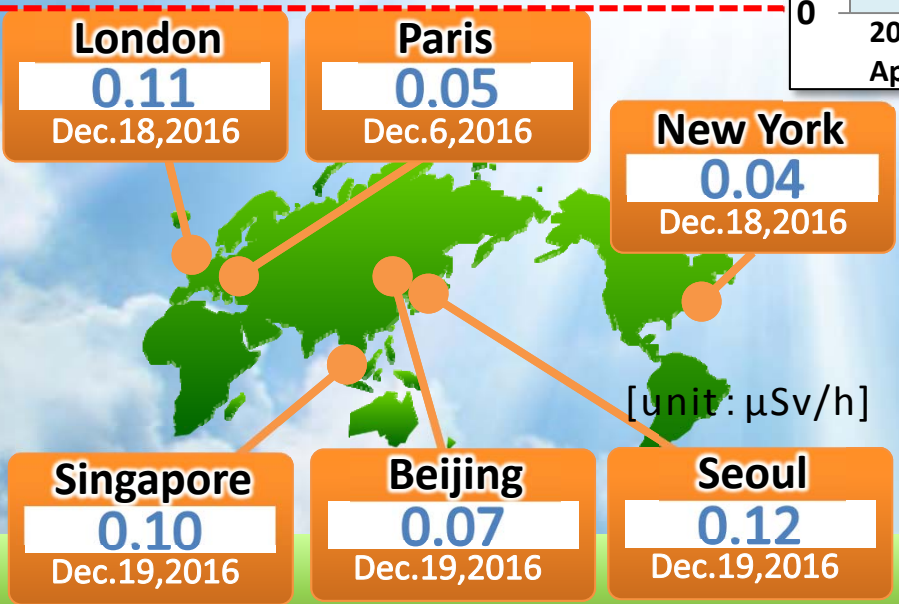 0
London
0.11
Dec.18,2016
Paris
0.05
Dec.6,2016
New York
0.04
Dec.18,2016
[unit : μSv/h]
Singapore
0.10
Dec.19,2016
Beijing
0.07
Dec.19,2016
Seoul
0.12
Dec.19,2016